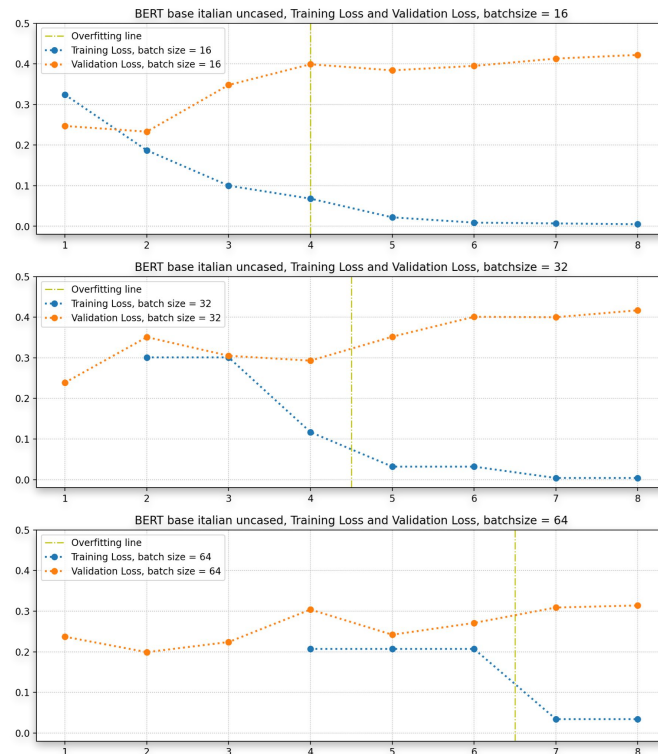 BERT base italian uncased, Training Loss and Validation Loss, batchsize = 16
0.5
0.4
0.3
0.2
0.1
0.0
Overfitting line
Training Loss, batch size = 16
Validation Loss, batch size = 16
1 2 3 4 5 6 7 8
BERT base italian uncased, Training Loss and Validation Loss, batchsize = 32
0.5
0.4
0.3
0.2
0.1
0.0
Overfitting line
Training Loss, batch size = 32
Validation Loss, batch size = 32
1 2 3 4 5 6 7 8
BERT base italian uncased, Training Loss and Validation Loss, batchsize = 64
0.5
0.4
0.3
0.2
0.1
0.0
Overfitting line
Training Loss, batch size = 64
Validation Loss, batch size = 64
1 2 3 4 5 6 7 8